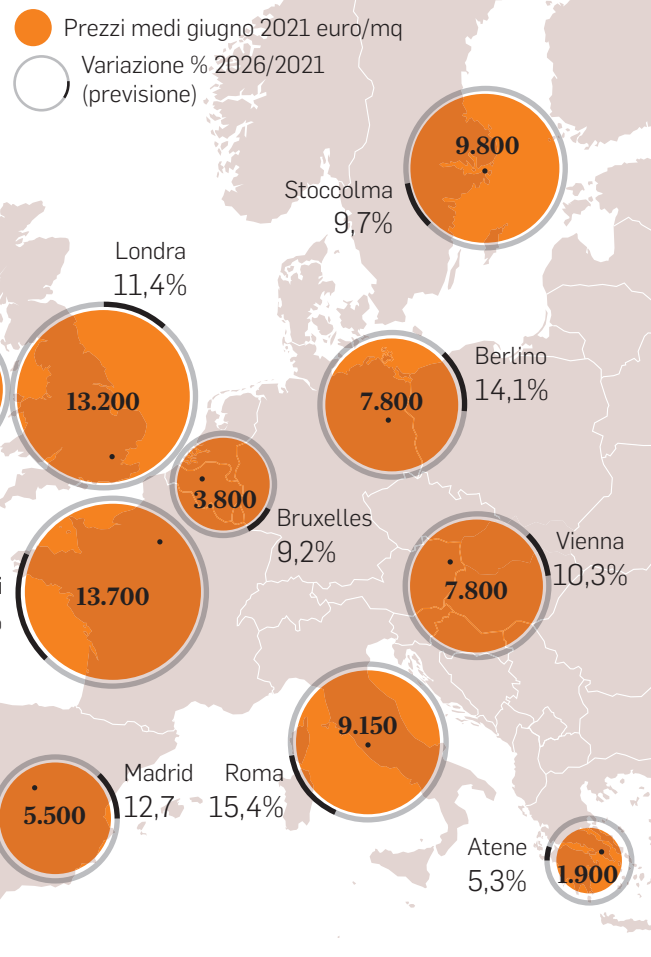 Prezzi medi giugno 2021 euro/mq
Variazione % 2026/2021
(previsione)
9.800
Stoccolma
9,7%
Londra
11,4%
13.200
Berlino
14,1%
7.800
3.800
Bruxelles
9,2%
13.700
Vienna
10,3%
7.800
9.150
Roma
15,4%
Madrid
12,7
5.500
Atene
5,3%
1.900